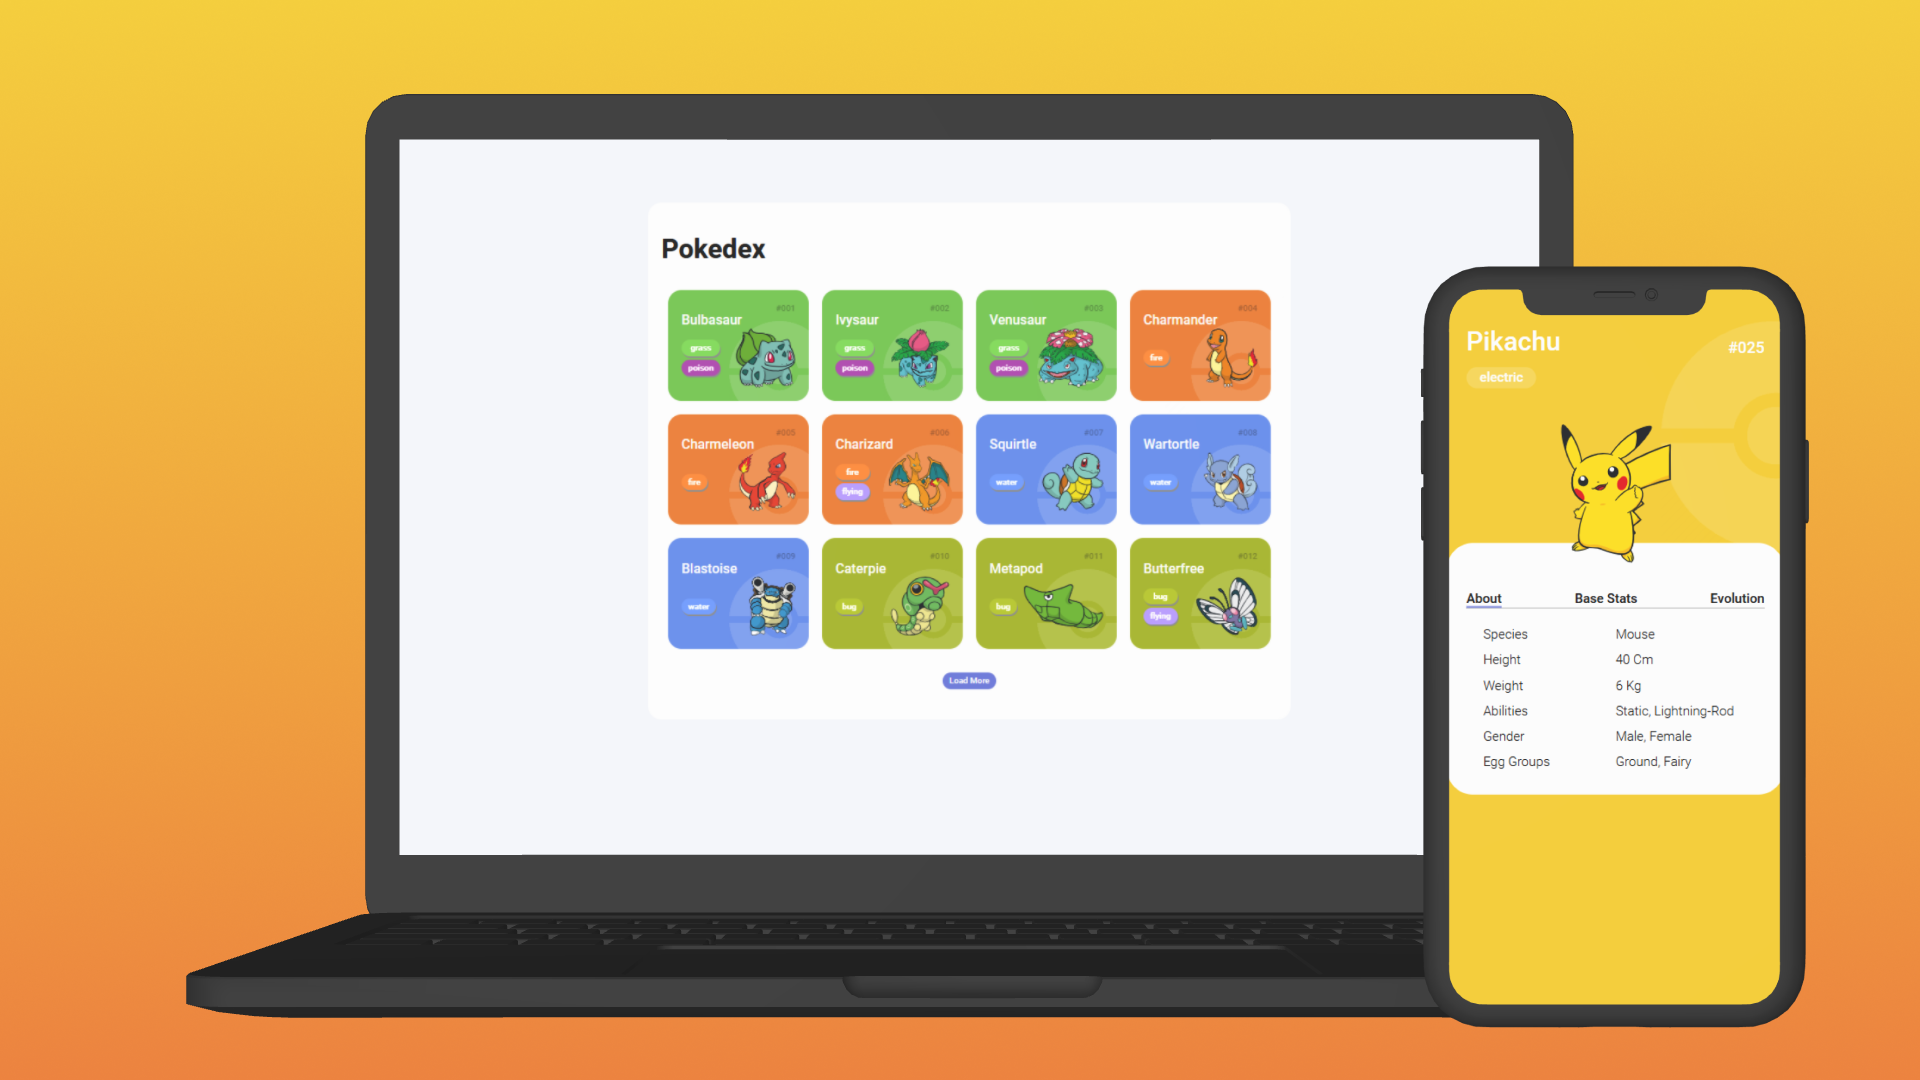 Pokedex
#001
Bulbasaur
grass
poison
#002
Ivysaur
grass
poison
#003
Venusaur
grass
poison
#004
Charmander
fire
#005
Charmeleon
fire
#006
Charizard
fire
flying
#007
Squirtle
water
#008
Wartortle
water
#009
Blastoise
water
#010
Caterpie
bug
#011
Metapod
bug
#012
Butterfree
bug
flying
Load More
Pikachu
#025
electric
About Base Stats Evolution
Species Mouse
Height 40 Cm
Weight 6 Kg
Abilities Static, Lightning-Rod
Gender Male, Female
Egg Groups Ground, Fairy